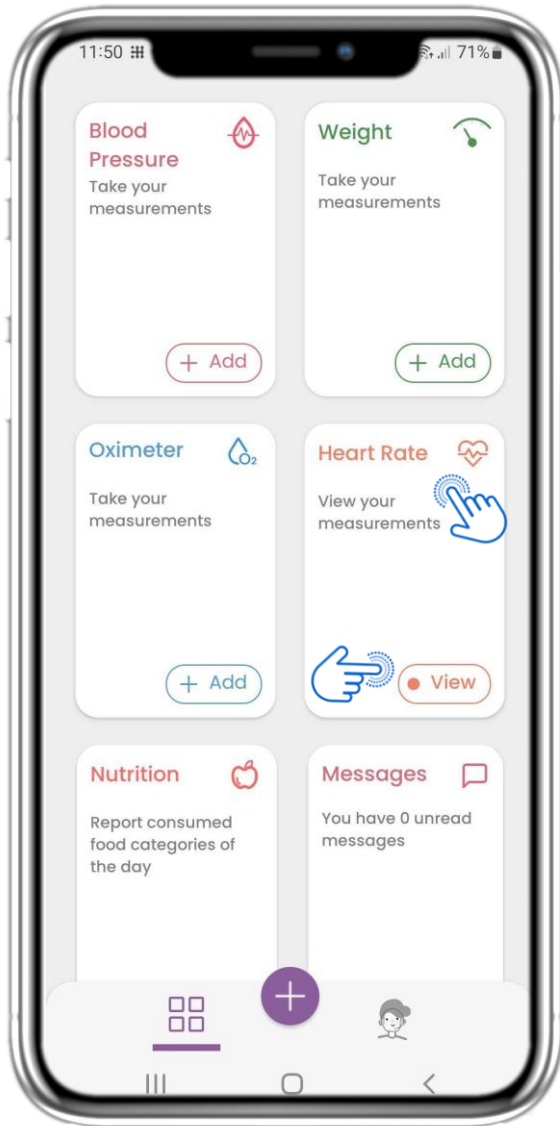 11:50
71%
Blood
Pressure
Take your
measurements
+ Add
Weight
Take your
measurements
+ Add
Oximeter
O2
Take your
measurements
+ Add
Heart Rate
View your
measurements
View
Nutrition
Report consumed
food categories of
the day
Messages
You have 0 unread
messages